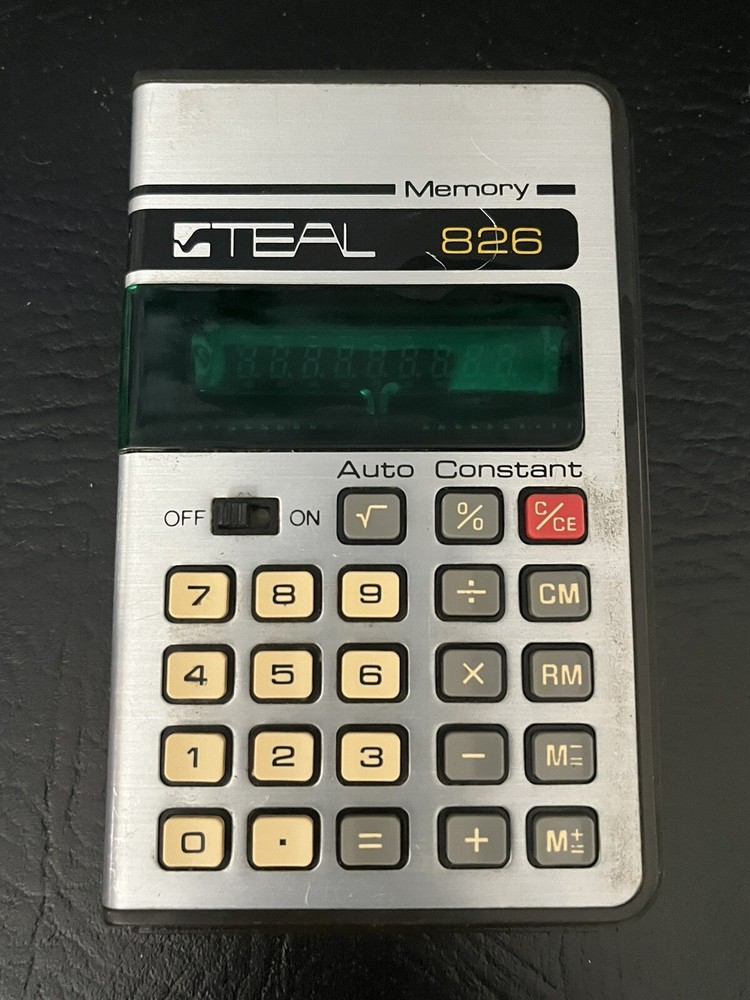 Memory
TEAL 826
Auto Constant
OFF ON √ % C/CE
7 8 9 ÷ CM
4 5 6 × RM
1 2 3 − M−=
0 . = + M+=